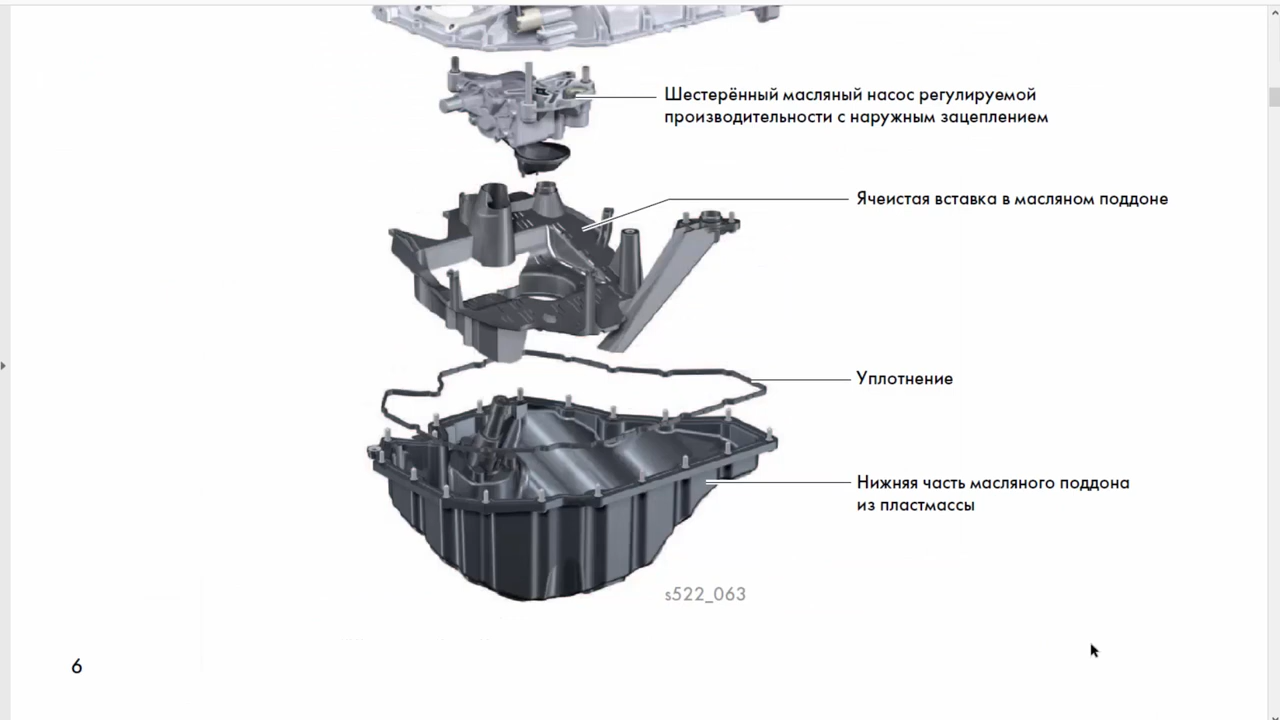 Шестерённый масляный насос регулируемой
производительности с наружным зацеплением
Ячеистая вставка в масляном поддоне
Уплотнение
Нижняя часть масляного поддона
из пластмассы
s522_063
6